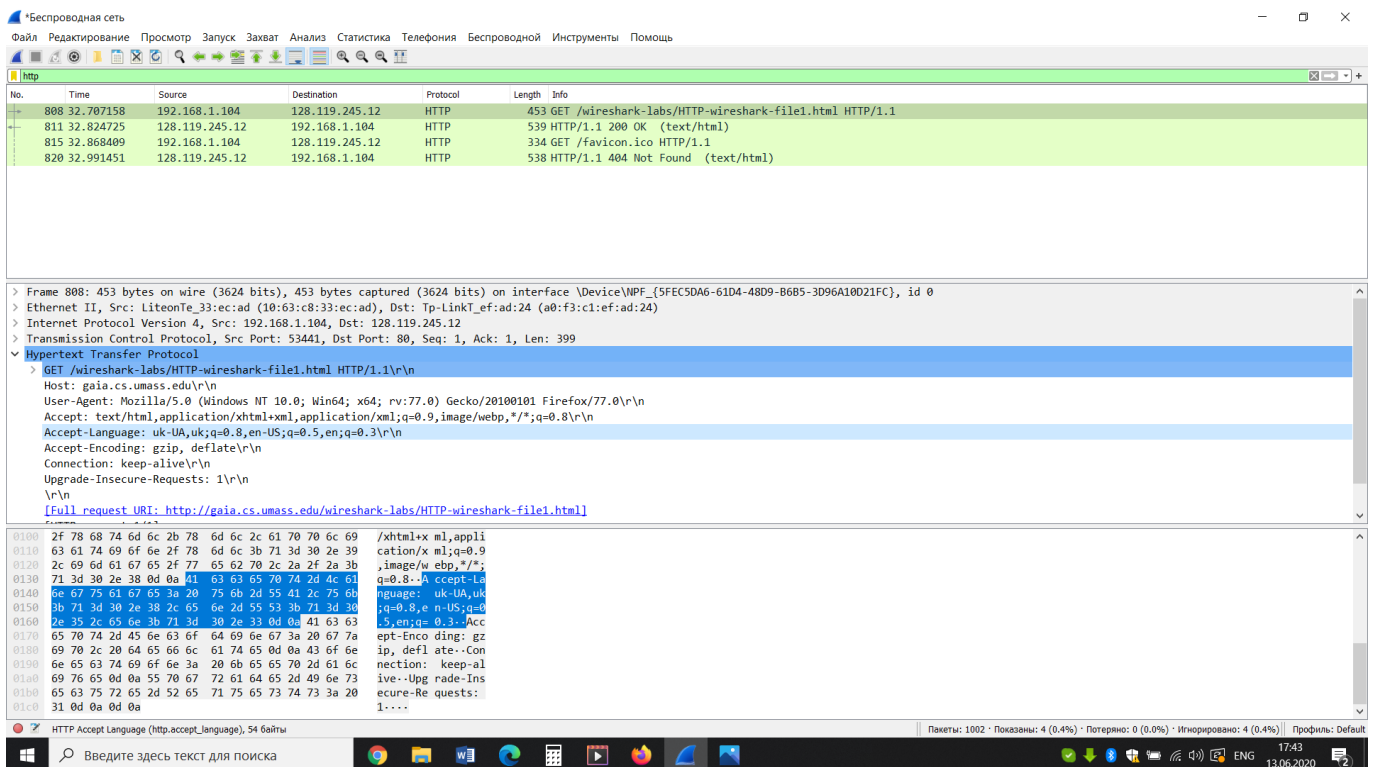 *Беспроводная сеть
Файл Редактирование Просмотр Запуск Захват Анализ Статистика Телефония Беспроводной Инструменты Помощь
http
No. Time Source Destination Protocol Length Info
808 32.707158 192.168.1.104 128.119.245.12 HTTP 453 GET /wireshark-labs/HTTP-wireshark-file1.html HTTP/1.1
811 32.824725 128.119.245.12 192.168.1.104 HTTP 539 HTTP/1.1 200 OK (text/html)
815 32.868409 192.168.1.104 128.119.245.12 HTTP 334 GET /favicon.ico HTTP/1.1
820 32.991451 128.119.245.12 192.168.1.104 HTTP 538 HTTP/1.1 404 Not Found (text/html)
Frame 808: 453 bytes on wire (3624 bits), 453 bytes captured (3624 bits) on interface \Device\NPF_{5FEC5DA6-61D4-48D9-B6B5-3D96A10D21FC}, id 0
Ethernet II, Src: LiteonTe_33:ec:ad (10:63:c8:33:ec:ad), Dst: Tp-LinkT_ef:ad:24 (a0:f3:c1:ef:ad:24)
Internet Protocol Version 4, Src: 192.168.1.104, Dst: 128.119.245.12
Transmission Control Protocol, Src Port: 53441, Dst Port: 80, Seq: 1, Ack: 1, Len: 399
Hypertext Transfer Protocol
GET /wireshark-labs/HTTP-wireshark-file1.html HTTP/1.1\r\n
Host: gaia.cs.umass.edu\r\n
User-Agent: Mozilla/5.0 (Windows NT 10.0; Win64; x64; rv:77.0) Gecko/20100101 Firefox/77.0\r\n
Accept: text/html,application/xhtml+xml,application/xml;q=0.9,image/webp,*/*;q=0.8\r\n
Accept-Language: uk-UA,uk;q=0.8,en-US;q=0.5,en;q=0.3\r\n
Accept-Encoding: gzip, deflate\r\n
Connection: keep-alive\r\n
Upgrade-Insecure-Requests: 1\r\n
\r\n
[Full request URI: http://gaia.cs.umass.edu/wireshark-labs/HTTP-wireshark-file1.html]
0100 2f 78 68 74 6d 6c 2b 78 6d 6c 2c 61 70 70 6c 69 /xhtml+x ml,appli
0110 63 61 74 69 6f 6e 2f 78 6d 6c 3b 71 3d 30 2e 39 cation/x ml;q=0.9
0120 2c 69 6d 61 67 65 2f 77 65 62 70 2c 2a 2f 2a 3b ,image/w ebp,*/*;
0130 71 3d 30 2e 38 0d 0a 41 63 63 65 70 74 2d 4c 61 q=0.8··A ccept-La
0140 6e 67 75 61 67 65 3a 20 75 6b 2d 55 41 2c 75 6b nguage: uk-UA,uk
0150 3b 71 3d 30 2e 38 2c 65 6e 2d 55 53 3b 71 3d 30 ;q=0.8,e n-US;q=0
0160 2e 35 2c 65 6e 3b 71 3d 30 2e 33 0d 0a 41 63 63 .5,en;q= 0.3··Acc
0170 65 70 74 2d 45 6e 63 6f 64 69 6e 67 3a 20 67 7a ept-Enco ding: gz
0180 69 70 2c 20 64 65 66 6c 61 74 65 0d 0a 43 6f 6e ip, defl ate··Con
0190 6e 65 63 74 69 6f 6e 3a 20 6b 65 65 70 2d 61 6c nection: keep-al
01a0 69 76 65 0d 0a 55 70 67 72 61 64 65 2d 49 6e 73 ive··Upg rade-Ins
01b0 65 63 75 72 65 2d 52 65 71 75 65 73 74 73 3a 20 ecure-Re quests:
01c0 31 0d 0a 0d 0a 1····
HTTP Accept Language (http.accept_language), 54 байты Пакеты: 1002 · Показаны: 4 (0.4%) · Потеряно: 0 (0.0%) · Игнорировано: 4 (0.4%) Профиль: Default
Введите здесь текст для поиска ENG 17:43
13.06.2020 2